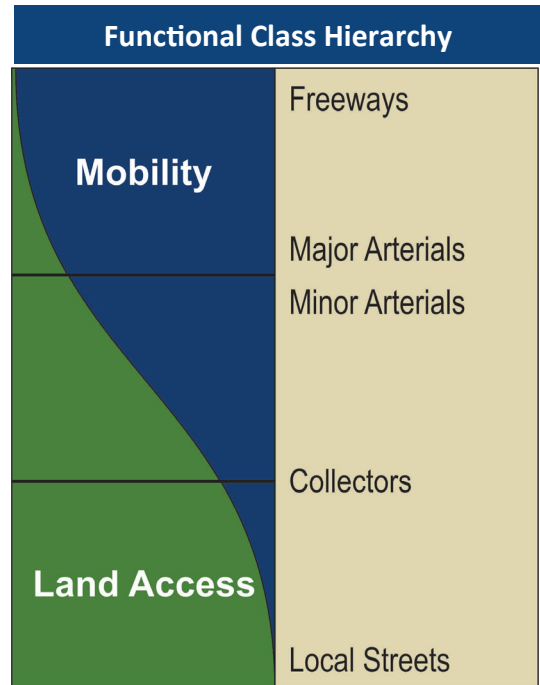 Functional Class Hierarchy
Freeways
Mobility
Major Arterials
Minor Arterials
Collectors
Land Access
Local Streets